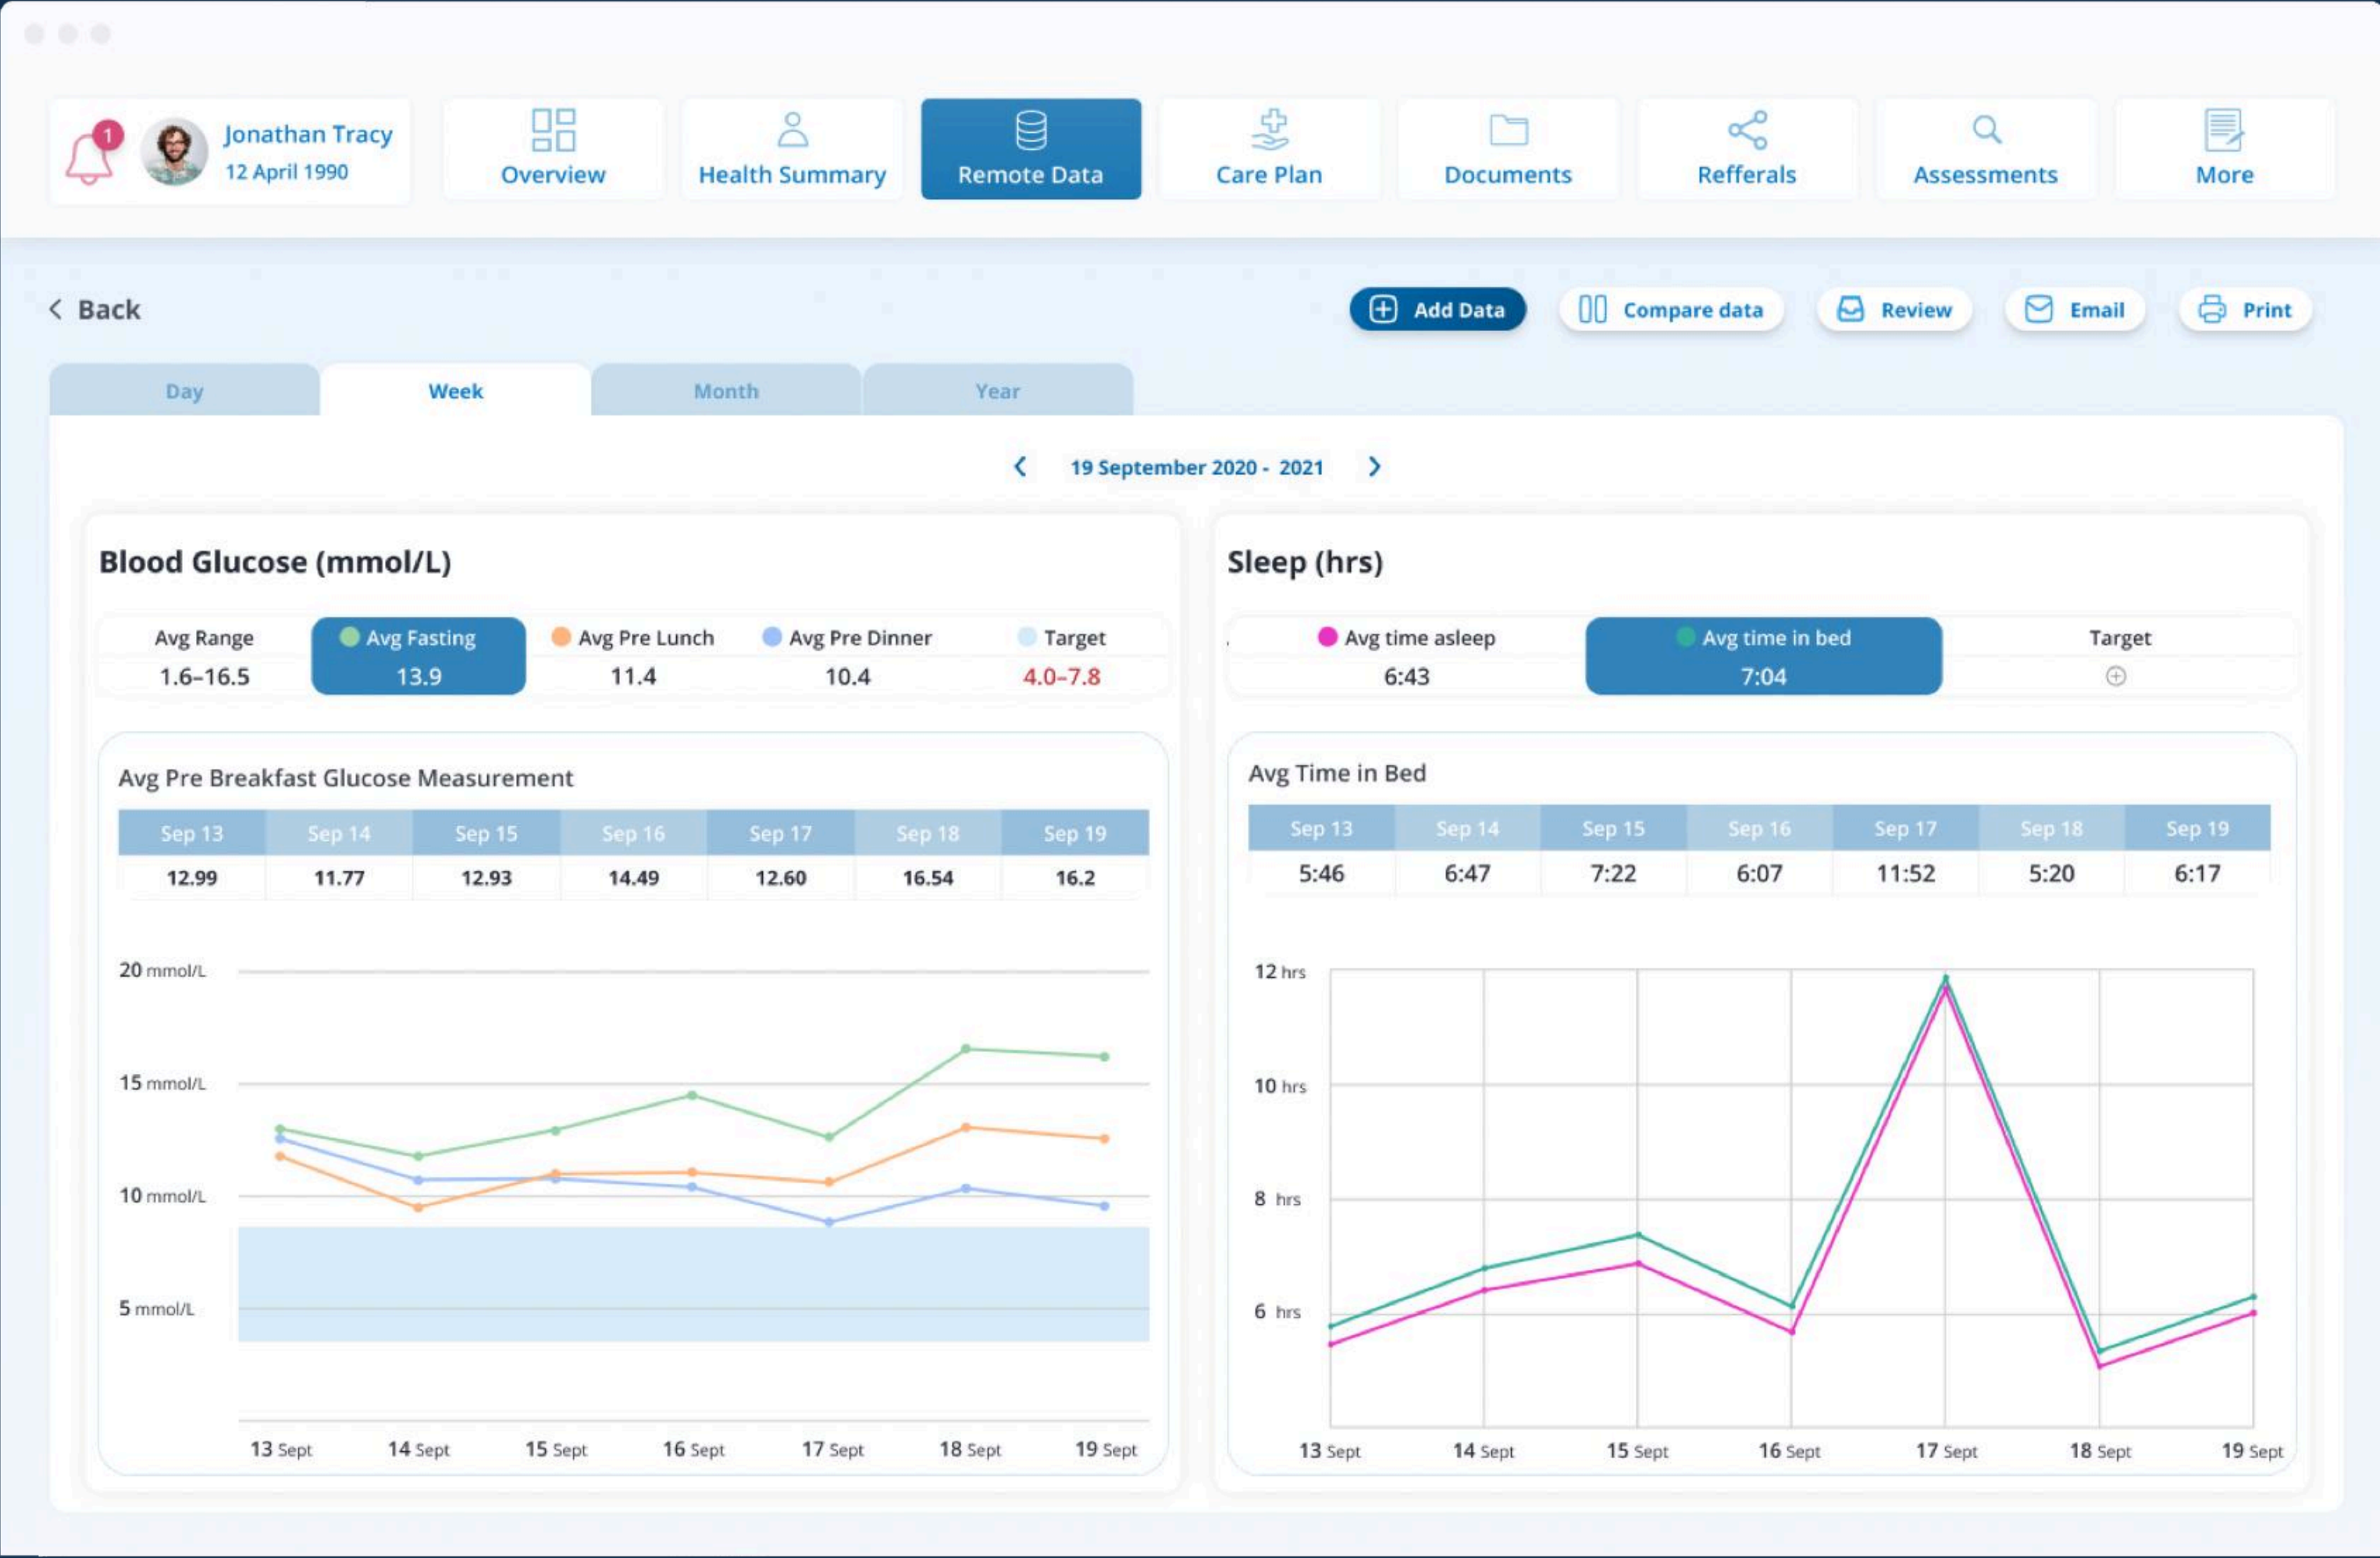 1
Jonathan Tracy
12 April 1990
Overview
Health Summary
Remote Data
Care Plan
Documents
Refferals
Assessments
More
Back
Add Data
Compare data
Review
Email
Print
Day Week Month Year
19 September 2020 - 2021
Blood Glucose (mmol/L)
Avg Range Avg Fasting Avg Pre Lunch Avg Pre Dinner Target
1.6–16.5 13.9 11.4 10.4 4.0–7.8
Avg Pre Breakfast Glucose Measurement
Sep 13 Sep 14 Sep 15 Sep 16 Sep 17 Sep 18 Sep 19
12.99 11.77 12.93 14.49 12.60 16.54 16.2
20 mmol/L
15 mmol/L
10 mmol/L
5 mmol/L
13 Sept 14 Sept 15 Sept 16 Sept 17 Sept 18 Sept 19 Sept
Sleep (hrs)
Avg time asleep Avg time in bed Target
6:43 7:04
Avg Time in Bed
Sep 13 Sep 14 Sep 15 Sep 16 Sep 17 Sep 18 Sep 19
5:46 6:47 7:22 6:07 11:52 5:20 6:17
12 hrs
10 hrs
8 hrs
6 hrs
13 Sept 14 Sept 15 Sept 16 Sept 17 Sept 18 Sept 19 Sept